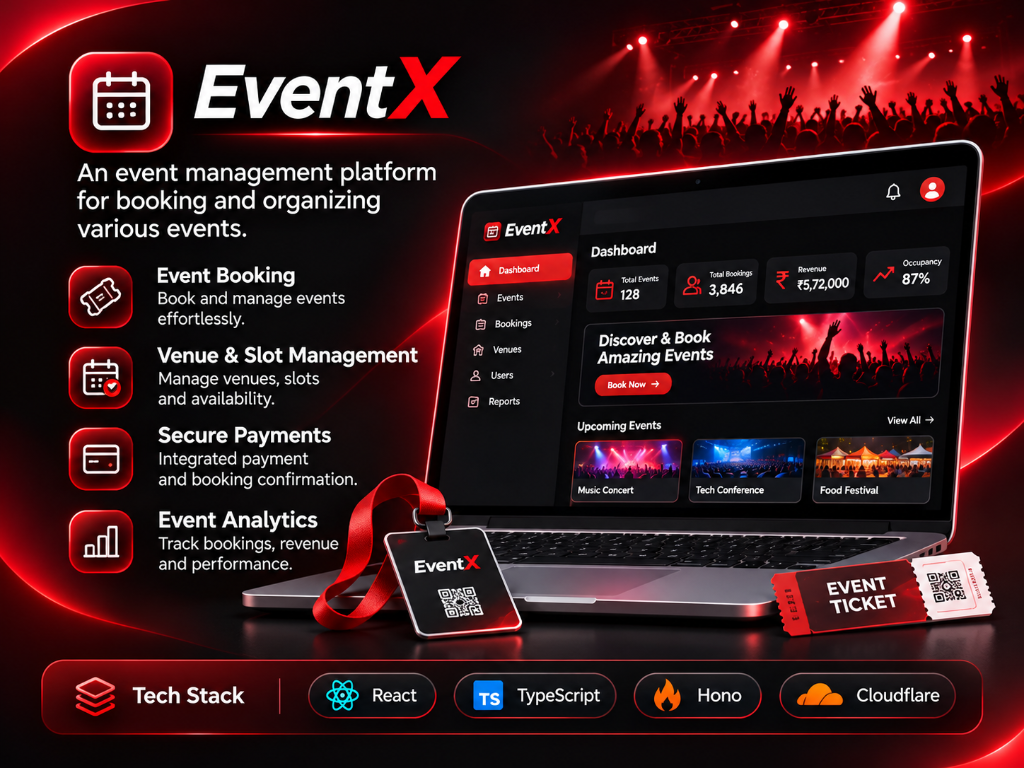 EventX
An event management platform
for booking and organizing
various events.
Event Booking
Book and manage events
effortlessly.
Venue & Slot Management
Manage venues, slots
and availability.
Secure Payments
Integrated payment
and booking confirmation.
Event Analytics
Track bookings, revenue
and performance.
EventX
Dashboard
Events
Bookings
Venues
Users
Reports
Dashboard
Total Events
128
Total Bookings
3,846
Revenue
₹5,72,000
Occupancy
87%
Discover & Book
Amazing Events
Book Now →
Upcoming Events
View All →
Music Concert
Tech Conference
Food Festival
EventX
EVENT
TICKET
Tech Stack
React
TS TypeScript
Hono
Cloudflare